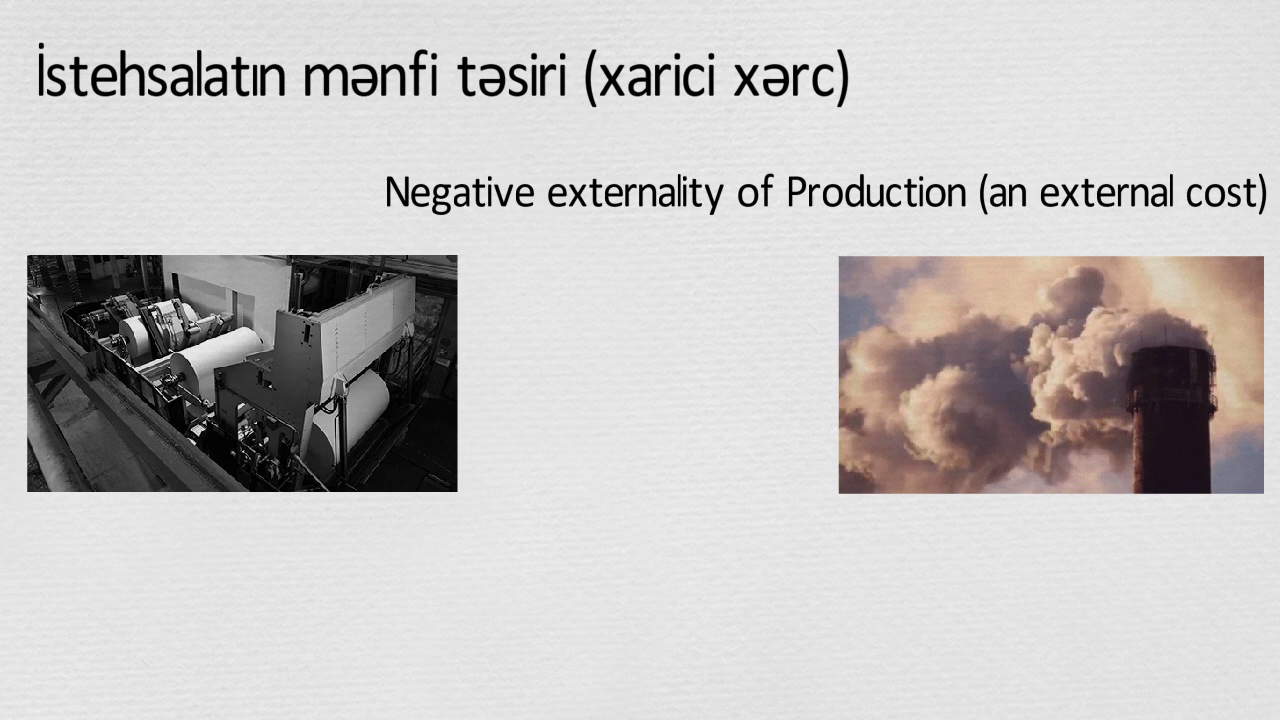 İstehsalatın mənfi təsiri (xarici xərc)
Negative externality of Production (an external cost)